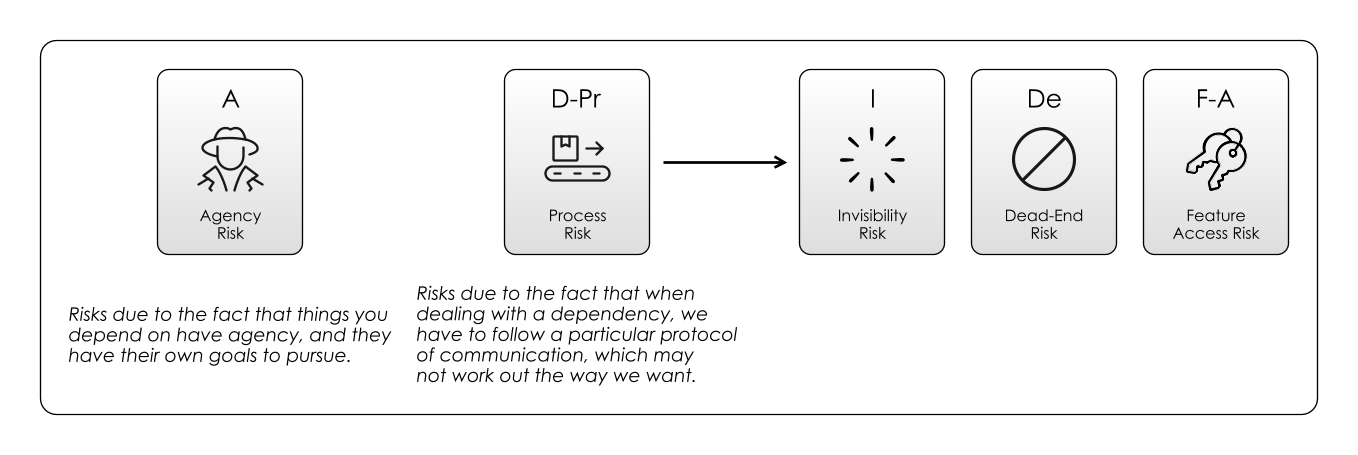 A
Agency
Risk
Risks due to the fact that things you
depend on have agency, and they
have their own goals to pursue.
D-Pr
Process
Risk
Risks due to the fact that when
dealing with a dependency, we
have to follow a particular protocol
of communication, which may
not work out the way we want.
I
Invisibility
Risk
De
Dead-End
Risk
F-A
Feature
Access Risk